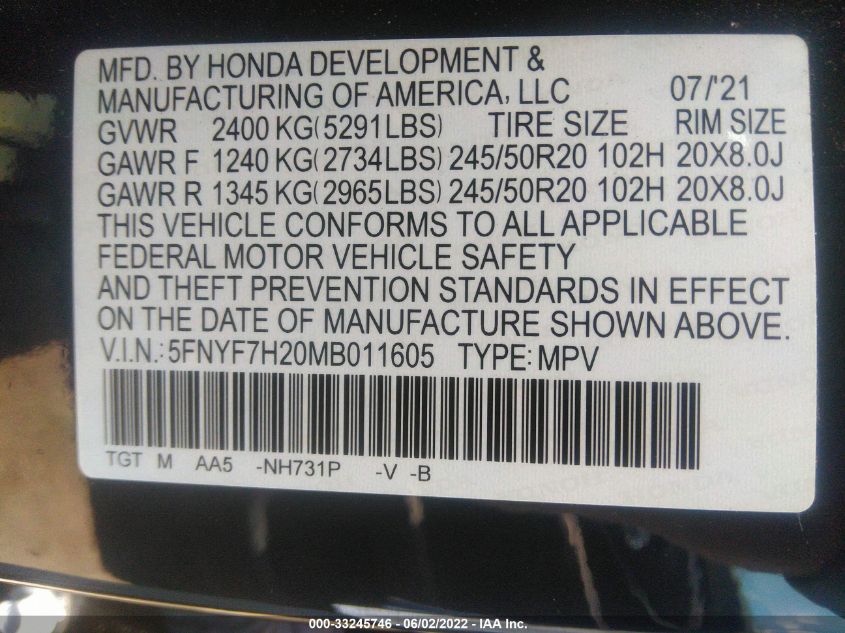 MFD. BY HONDA DEVELOPMENT &
MANUFACTURING OF AMERICA, LLC 07/'21
GVWR 2400 KG(5291LBS) TIRE SIZE RIM SIZE
GAWR F 1240 KG(2734LBS) 245/50R20 102H 20X8.0J
GAWR R 1345 KG(2965LBS) 245/50R20 102H 20X8.0J
THIS VEHICLE CONFORMS TO ALL APPLICABLE
FEDERAL MOTOR VEHICLE SAFETY
AND THEFT PREVENTION STANDARDS IN EFFECT
ON THE DATE OF MANUFACTURE SHOWN ABOVE.
V.I.N.: 5FNYF7H20MB011605 TYPE: MPV
TGT M AA5 -NH731P -V -B
000-33245746 - 06/02/2022 - IAA Inc.